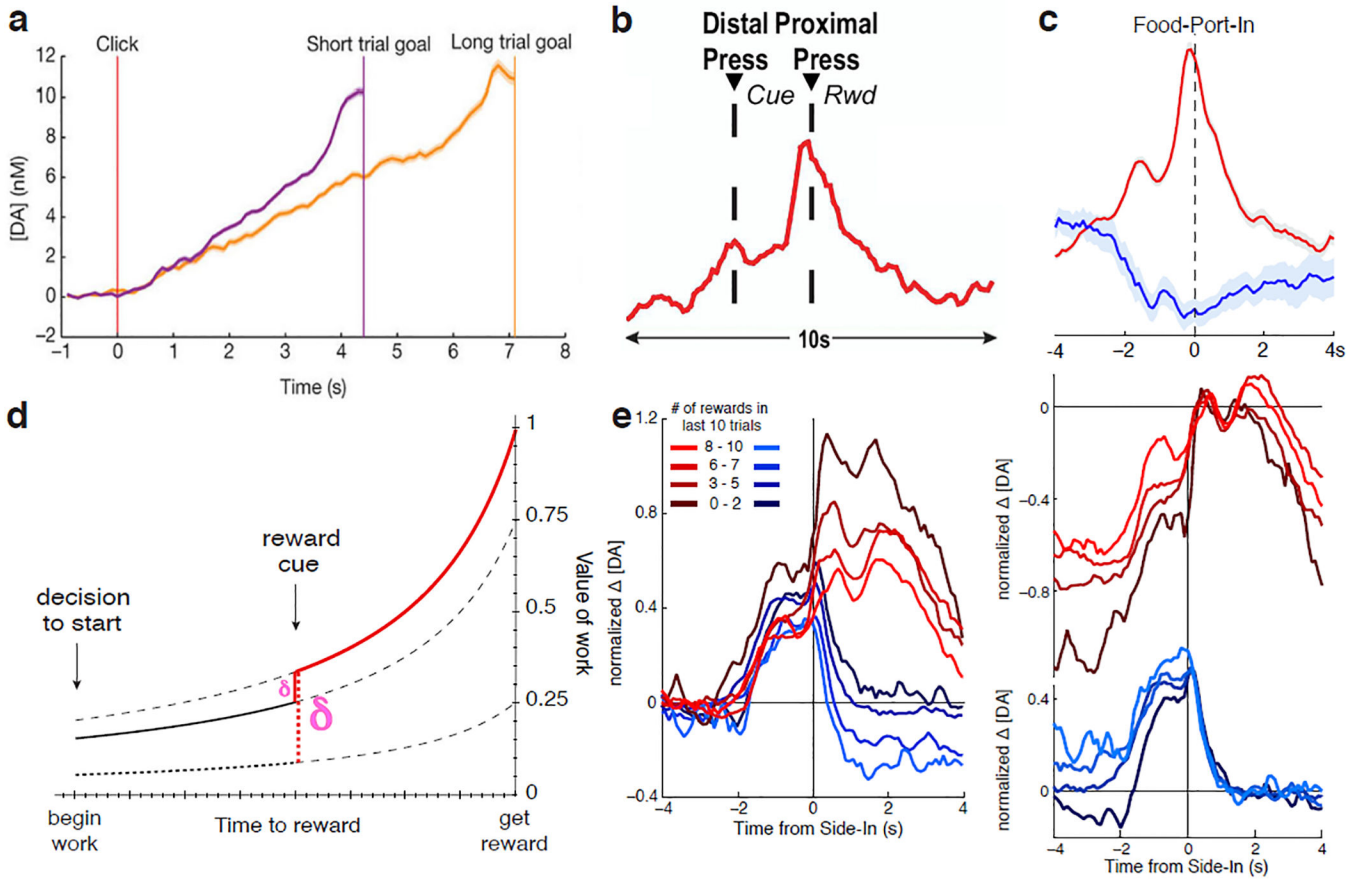 a
Click
Short trial goal
Long trial goal
12
10
8
6
4
2
0
−2
[DA] (nM)
−1 0 1 2 3 4 5 6 7 8
Time (s)
b
Distal Proximal
Press Press
Cue Rwd
10s
c
Food-Port-In
-4 −2 0 2 4s
d
decision
to start
reward
cue
δ
δ
1
0.75
0.5
0.25
0
Value of work
begin
work
Time to reward
get
reward
e
# of rewards in
last 10 trials
8 - 10
6 - 7
3 - 5
0 - 2
1.2
0.8
0.4
0
−0.4
normalized Δ [DA]
−4 −2 0 2 4
Time from Side-In (s)
0
−0.4
−0.8
normalized Δ [DA]
0.4
0
normalized Δ [DA]
−4 −2 0 2 4
Time from Side-In (s)